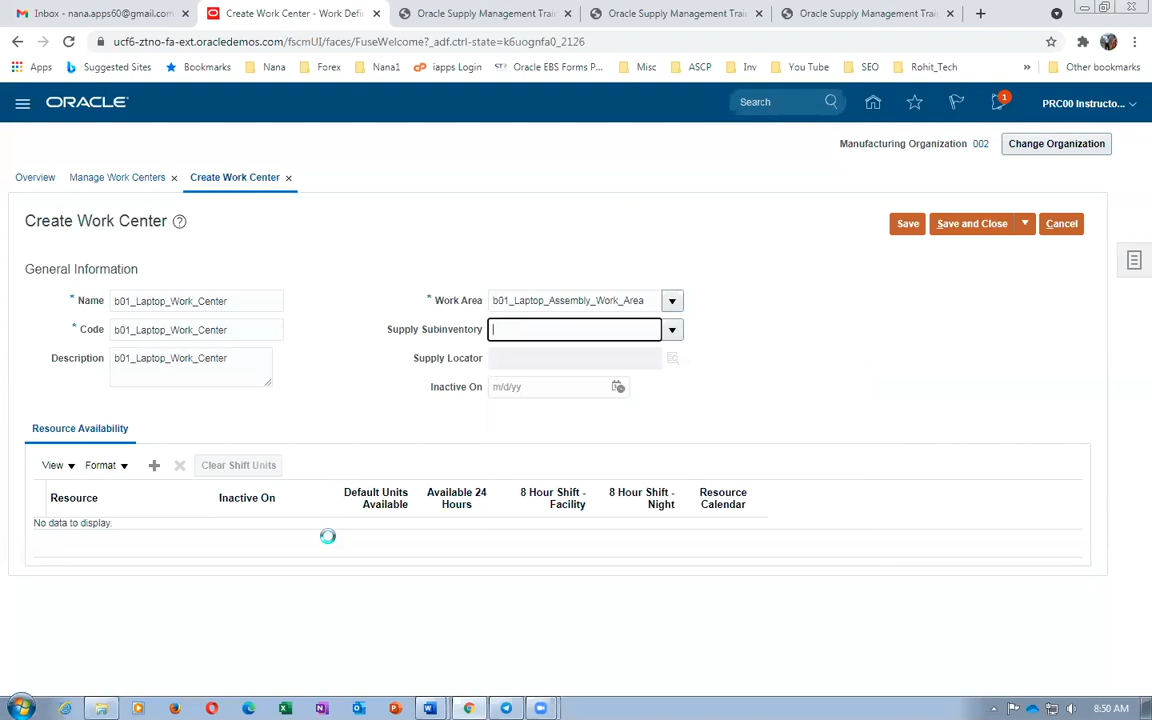 Inbox - nana.apps60@gmail.com
Create Work Center - Work Defi
Oracle Supply Management Trai
Oracle Supply Management Trai
Oracle Supply Management Trai
ucf6-ztno-fa-ext.oracledemos.com/fscmUI/faces/FuseWelcome?_adf.ctrl-state=k6uognfa0_2126
Apps
Suggested Sites
Bookmarks
Nana
Forex
Nana1
iapps Login
Oracle EBS Forms P...
Misc
ASCP
Inv
You Tube
SEO
Rohit_Tech
»
Other bookmarks
ORACLE
Search
1
PRC00 Instructo...
Manufacturing Organization 002
Change Organization
Overview
Manage Work Centers
Create Work Center
Create Work Center
Save
Save and Close
Cancel
General Information
* Name b01_Laptop_Work_Center
* Work Area b01_Laptop_Assembly_Work_Area
* Code b01_Laptop_Work_Center
Supply Subinventory
Description b01_Laptop_Work_Center
Supply Locator
Inactive On m/d/yy
Resource Availability
View
Format
Clear Shift Units
Resource
Inactive On
Default Units
Available
Available 24
Hours
8 Hour Shift -
Facility
8 Hour Shift -
Night
Resource
Calendar
No data to display.
8:50 AM